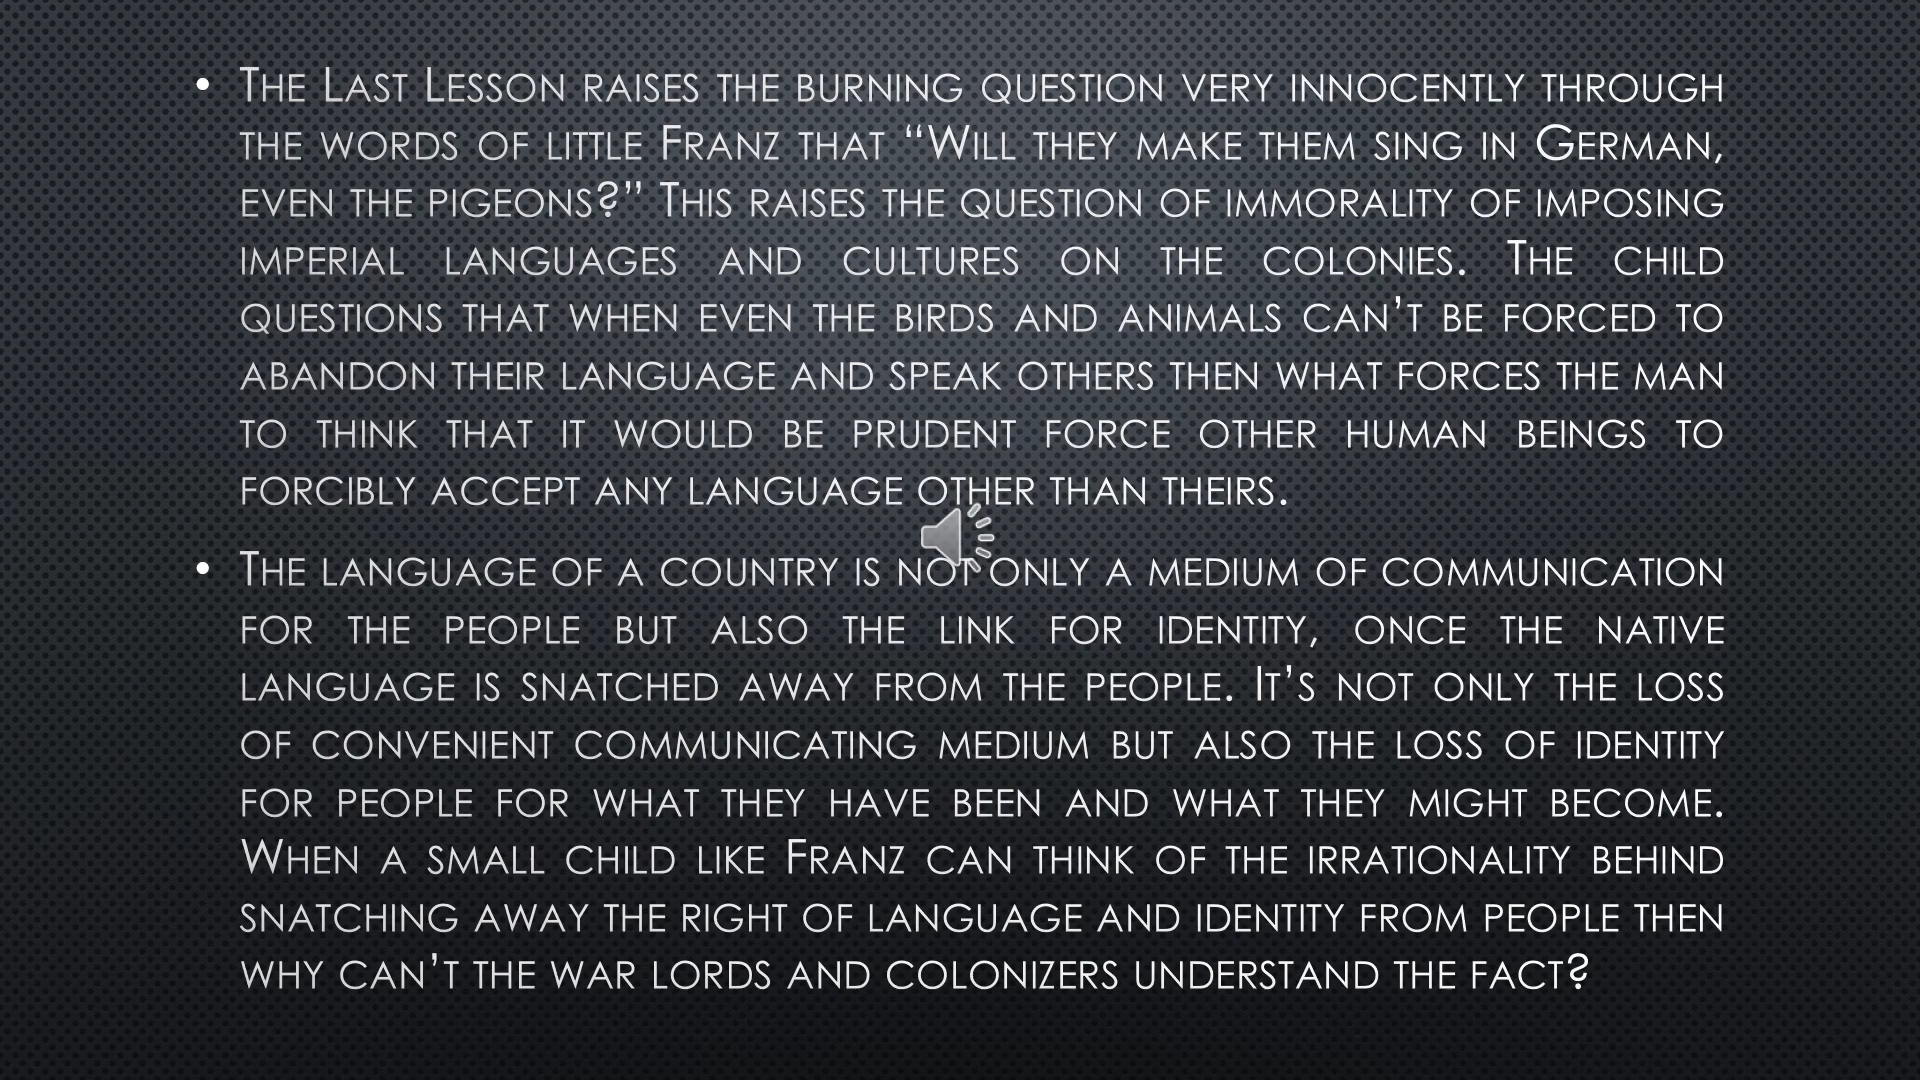 • The Last Lesson raises the burning question very innocently through
the words of little Franz that “Will they make them sing in German,
even the pigeons?” This raises the question of immorality of imposing
imperial languages and cultures on the colonies. The child
questions that when even the birds and animals can’t be forced to
abandon their language and speak others then what forces the man
to think that it would be prudent force other human beings to
forcibly accept any language other than theirs.
• The language of a country is not only a medium of communication
for the people but also the link for identity, once the native
language is snatched away from the people. It’s not only the loss
of convenient communicating medium but also the loss of identity
for people for what they have been and what they might become.
When a small child like Franz can think of the irrationality behind
snatching away the right of language and identity from people then
why can’t the war lords and colonizers understand the fact?